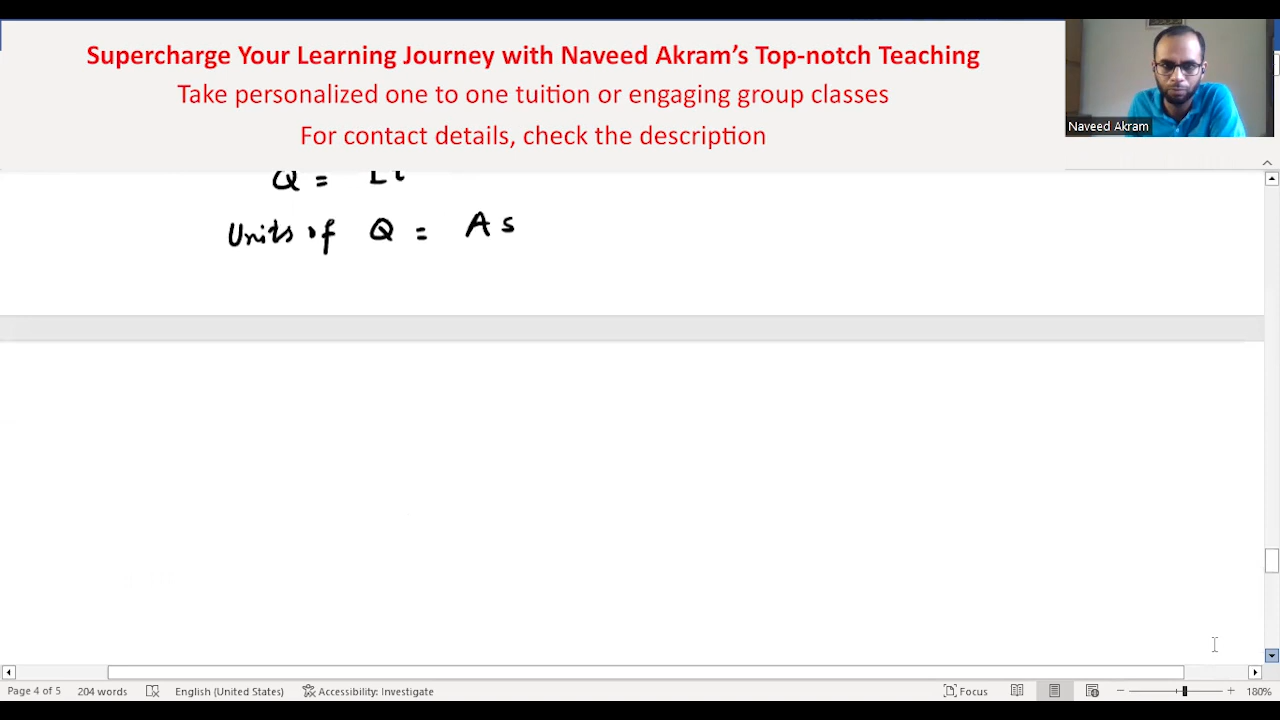 Supercharge Your Learning Journey with Naveed Akram’s Top-notch Teaching
Take personalized one to one tuition or engaging group classes
For contact details, check the description
Naveed Akram
Q =
Units of Q = A s
Page 4 of 5 204 words English (United States) Accessibility: Investigate Focus 180%